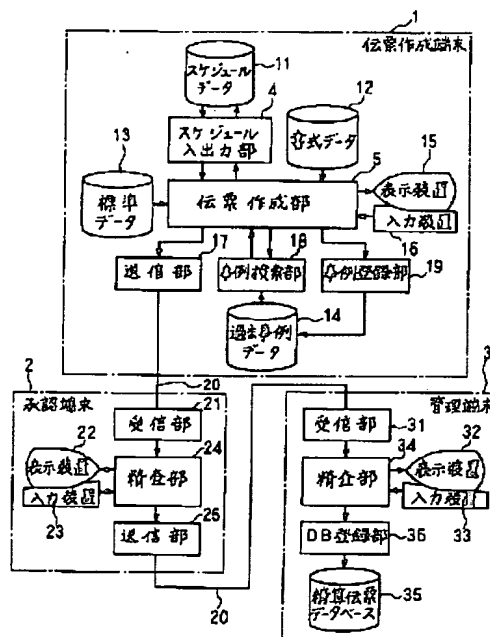 1
伝票作成端末
スケジュール
データ
11
4
12
スケジュール
入出力部
書式データ
13
5
15
標準
データ
伝票作成部
表示装置
入力装置
16
17
18
送信部
事例検索部
事例登録部
19
過去事例
データ
14
2
20
3
承認端末
21
管理端末
22
受信部
受信部
31
32
24
34
表示装置
精査部
精査部
表示装置
入力装置
入力装置
25
33
23
送信部
DB登録部
36
精算伝票
データベース
35
20